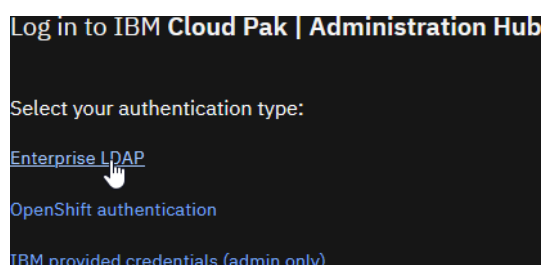 Log in to IBM Cloud Pak | Administration Hub
Select your authentication type:
Enterprise LDAP
OpenShift authentication
IBM provided credentials (admin only)